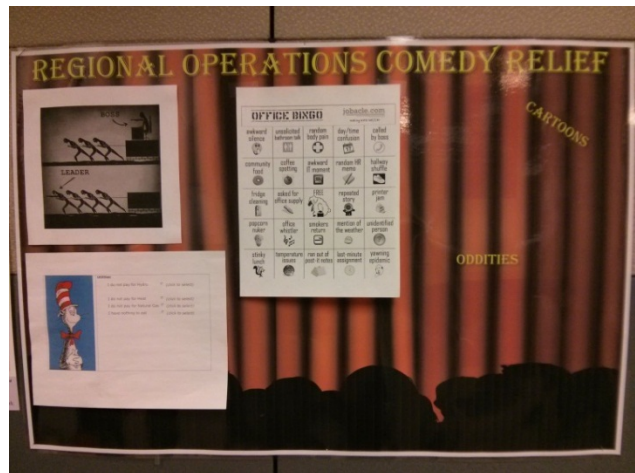 REGIONAL OPERATIONS COMEDY RELIEF
CARTOONS
ODDITIES
BOSS
LEADER
OFFICE BINGO
jobacle.com
awkward silence
unsolicited
random body pain
day/time confusion
called by boss
community food
coffee spotting
awkward moment
random HR memo
hallway shuffle
fridge cleaning
asked for office supply
FREE
repeated story
printer jam
popcorn maker
office whistler
smokers return
mention of the weather
unidentified person
stinky lunch
temperature issues
ran out of post-it notes
last-minute assignment
yawning epidemic